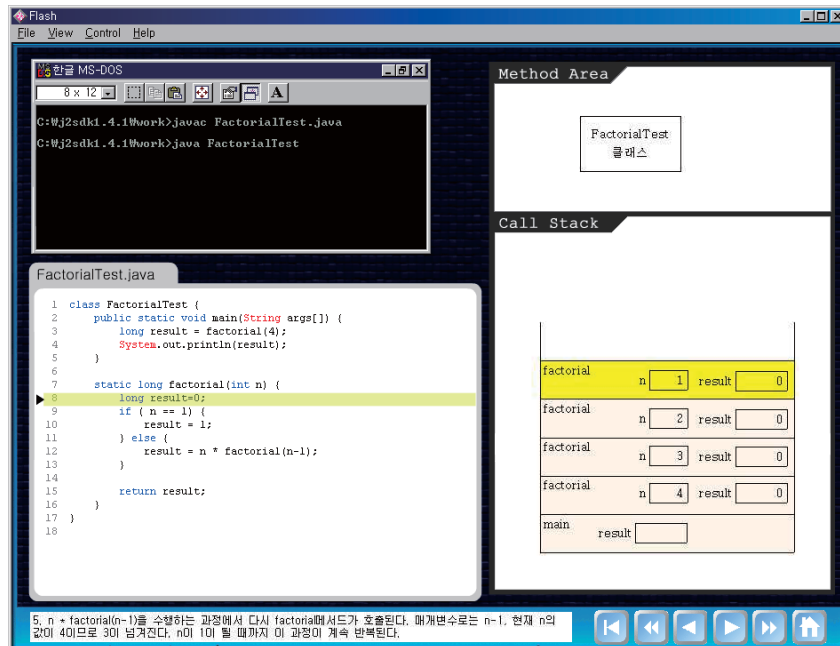 Flash
File View Control Help
한글 MS-DOS
8 x 12
A
C:\j2sdk1.4.1\work>javac FactorialTest.java
C:\j2sdk1.4.1\work>java FactorialTest
FactorialTest.java
1 class FactorialTest {
2     public static void main(String args[]) {
3         long result = factorial(4);
4         System.out.println(result);
5     }
6
7     static long factorial(int n) {
8         long result=0;
9         if ( n == 1) {
10             result = 1;
11         } else {
12             result = n * factorial(n-1);
13         }
14
15         return result;
16     }
17 }
18
Method Area
FactorialTest
클래스
Call Stack
factorial n 1 result 0
factorial n 2 result 0
factorial n 3 result 0
factorial n 4 result 0
main result
5, n * factorial(n-1)을 수행하는 과정에서 다시 factorial메서드가 호출된다. 매개변수로는 n-1, 현재 n의
값이 4이므로 3이 넘겨진다. n이 1이 될 때까지 이 과정이 계속 반복된다.